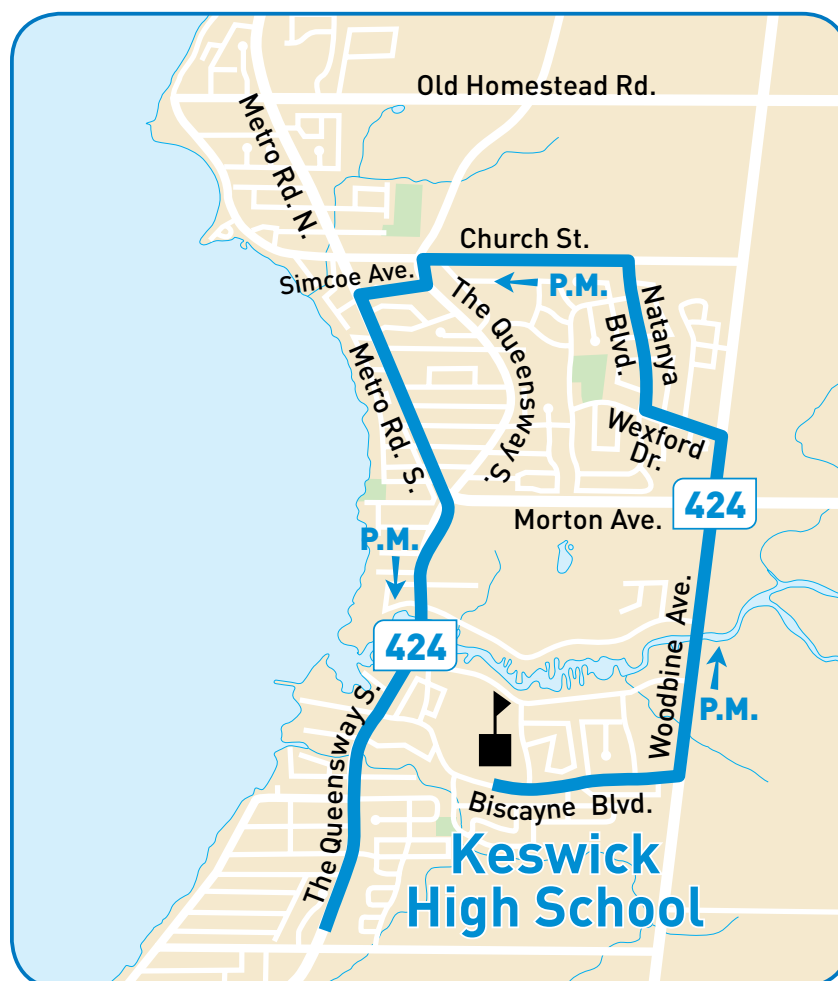 Old Homestead Rd.
Metro Rd. N.
Church St.
Simcoe Ave.
P.M.
The Queensway S.
Natanya
Blvd.
Metro Rd. S.
Wexford
Dr.
424
Morton Ave.
P.M.
424
Woodbine Ave.
P.M.
The Queensway S.
Biscayne Blvd.
Keswick
High School